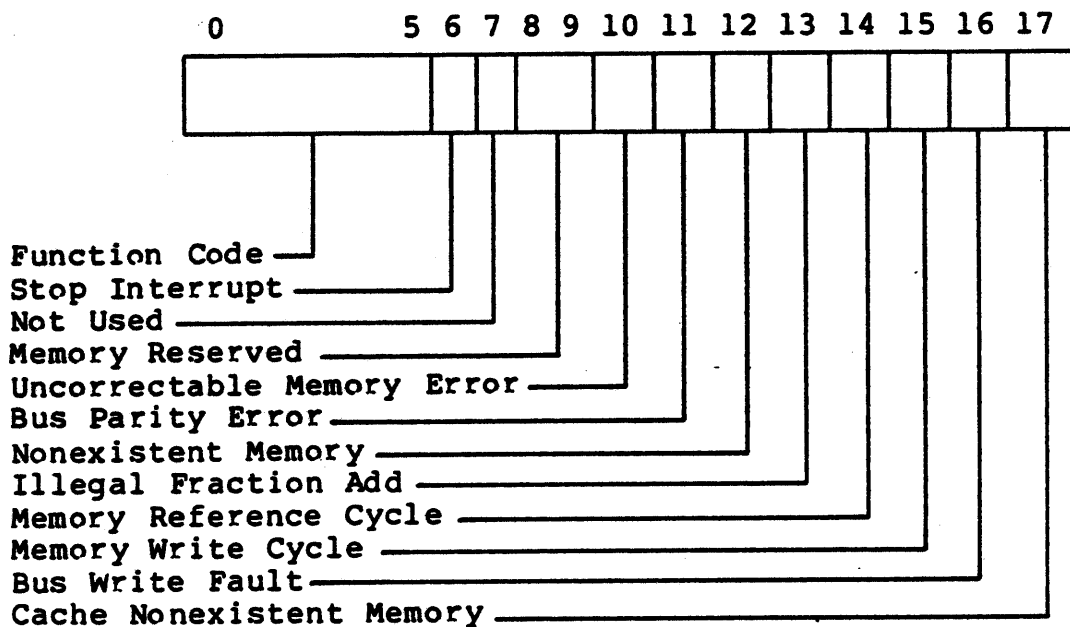 0 5 6 7 8 9 10 11 12 13 14 15 16 17
Function Code
Stop Interrupt
Not Used
Memory Reserved
Uncorrectable Memory Error
Bus Parity Error
Nonexistent Memory
Illegal Fraction Add
Memory Reference Cycle
Memory Write Cycle
Bus Write Fault
Cache Nonexistent Memory